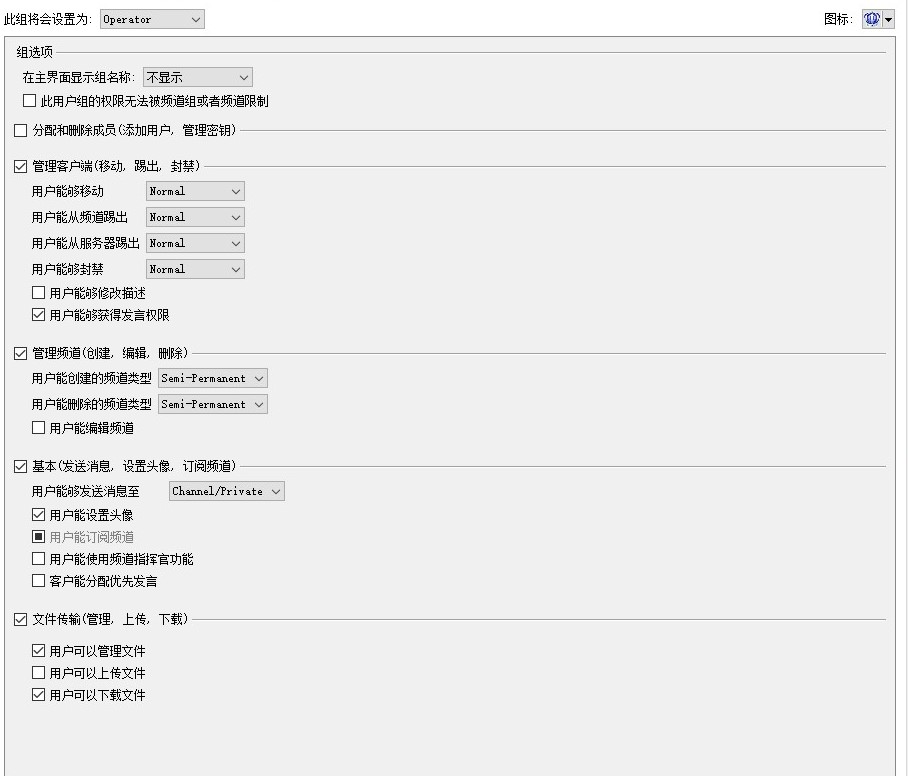 此组将会设置为: Operator 图标:
组选项
在主界面显示组名称: 不显示
此用户组的权限无法被频道组或者频道限制
分配和删除成员(添加用户, 管理密钥)
管理客户端(移动, 踢出, 封禁)
用户能够移动 Normal
用户能从频道踢出 Normal
用户能从服务器踢出 Normal
用户能够封禁 Normal
用户能够修改描述
用户能够获得发言权限
管理频道(创建, 编辑, 删除)
用户能创建的频道类型 Semi-Permanent
用户能删除的频道类型 Semi-Permanent
用户能编辑频道
基本(发送消息, 设置头像, 订阅频道)
用户能够发送消息至 Channel/Private
用户能设置头像
用户能订阅频道
用户能使用频道指挥官功能
客户能分配优先发言
文件传输(管理, 上传, 下载)
用户可以管理文件
用户可以上传文件
用户可以下载文件